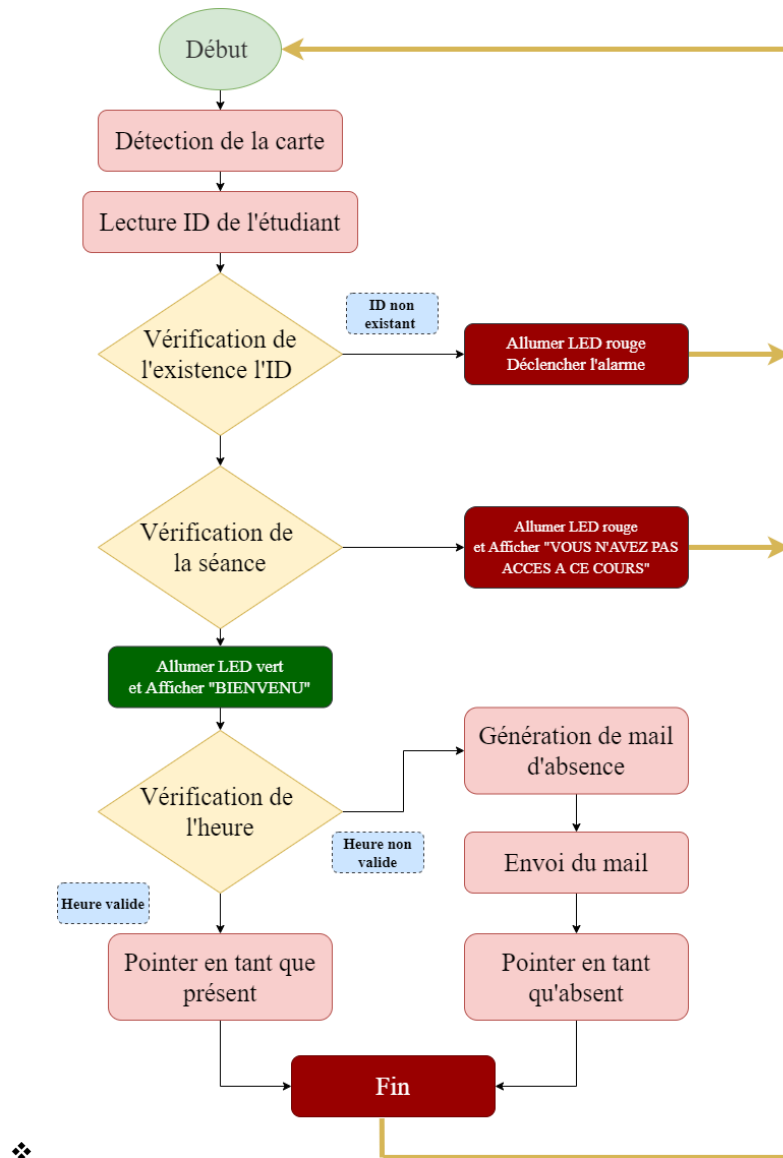 Début
Détection de la carte
Lecture ID de l'étudiant
ID non
existant
Vérification de
l'existence l'ID
Allumer LED rouge
Déclencher l'alarme
Vérification de
la séance
Allumer LED rouge
et Afficher "VOUS N'AVEZ PAS
ACCES A CE COURS"
Allumer LED vert
et Afficher "BIENVENU"
Génération de mail
d'absence
Vérification de
l'heure
Heure non
valide
Envoi du mail
Heure valide
Pointer en tant que
présent
Pointer en tant
qu'absent
Fin